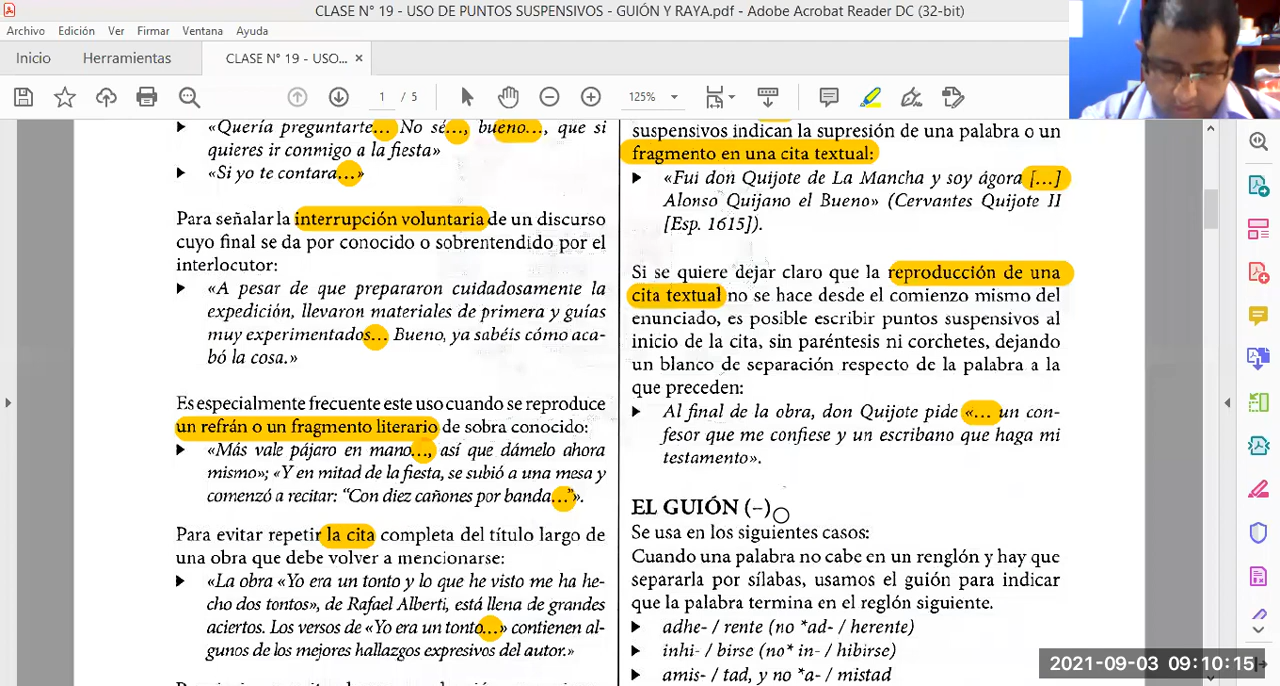 CLASE N° 19 - USO DE PUNTOS SUSPENSIVOS - GUIÓN Y RAYA.pdf - Adobe Acrobat Reader DC (32-bit)
Archivo Edición Ver Firmar Ventana Ayuda
Inicio Herramientas CLASE N° 19 - USO... ×
1 / 5 125%
«Quería preguntarte… No sé…, bueno…, que si
quieres ir conmigo a la fiesta»
«Si yo te contara…»
Para señalar la interrupción voluntaria de un discurso
cuyo final se da por conocido o sobrentendido por el
interlocutor:
«A pesar de que prepararon cuidadosamente la
expedición, llevaron materiales de primera y guías
muy experimentados… Bueno, ya sabéis cómo aca-
bó la cosa.»
Es especialmente frecuente este uso cuando se reproduce
un refrán o un fragmento literario de sobra conocido:
«Más vale pájaro en mano…, así que dámelo ahora
mismo»; «Y en mitad de la fiesta, se subió a una mesa y
comenzó a recitar: “Con diez cañones por banda…”».
Para evitar repetir la cita completa del título largo de
una obra que debe volver a mencionarse:
«La obra «Yo era un tonto y lo que he visto me ha he-
cho dos tontos», de Rafael Alberti, está llena de grandes
aciertos. Los versos de «Yo era un tonto…» contienen al-
gunos de los mejores hallazgos expresivos del autor.»
suspensivos indican la supresión de una palabra o un
fragmento en una cita textual:
«Fui don Quijote de La Mancha y soy ágora […]
Alonso Quijano el Bueno» (Cervantes Quijote II
[Esp. 1615]).
Si se quiere dejar claro que la reproducción de una
cita textual no se hace desde el comienzo mismo del
enunciado, es posible escribir puntos suspensivos al
inicio de la cita, sin paréntesis ni corchetes, dejando
un blanco de separación respecto de la palabra a la
que preceden:
Al final de la obra, don Quijote pide «… un con-
fesor que me confiese y un escribano que haga mi
testamento».
EL GUIÓN (–)
Se usa en los siguientes casos:
Cuando una palabra no cabe en un renglón y hay que
separarla por sílabas, usamos el guión para indicar
que la palabra termina en el reglón siguiente.
adhe- / rente (no *ad- / herente)
inhi- / birse (no* in- / hibirse)
amis- / tad, y no *a- / mistad
2021-09-03 09:10:15